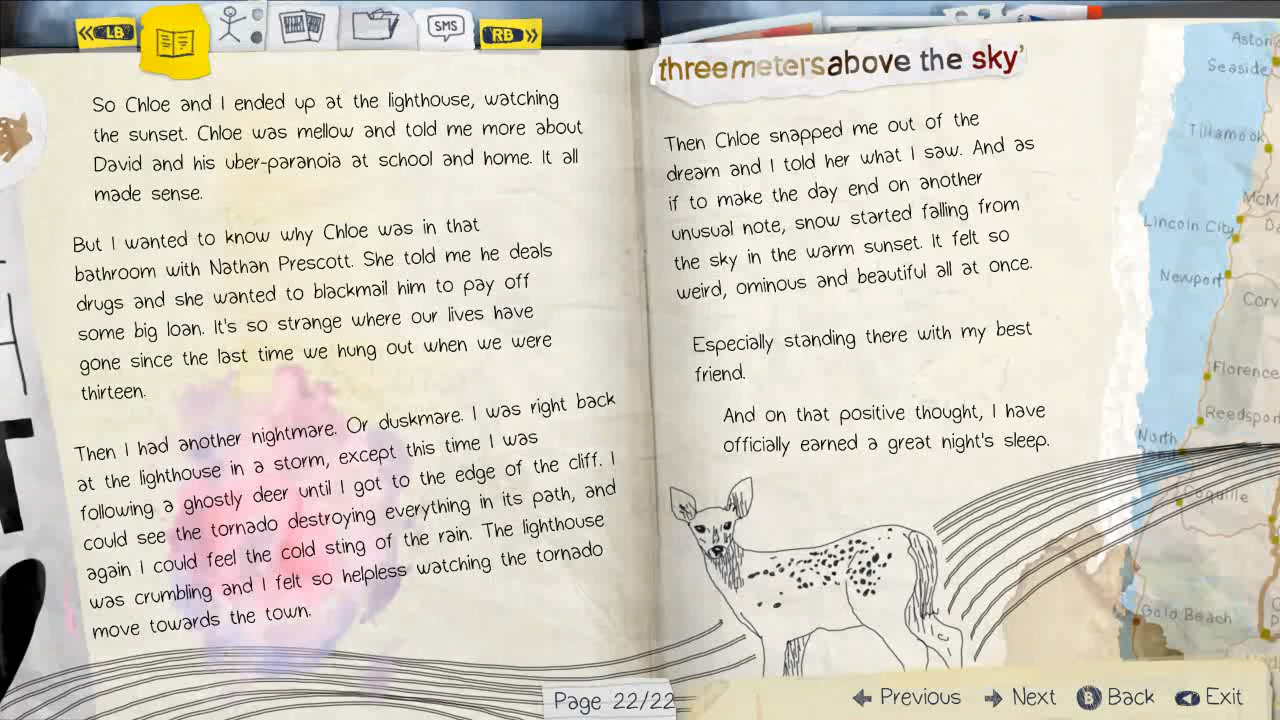 LB
SMS
RB
So Chloe and I ended up at the lighthouse, watching
the sunset. Chloe was mellow and told me more about
David and his uber-paranoia at school and home. It all
made sense.
But I wanted to know why Chloe was in that
bathroom with Nathan Prescott. She told me he deals
drugs and she wanted to blackmail him to pay off
some big loan. It's so strange where our lives have
gone since the last time we hung out when we were
thirteen.
Then I had another nightmare. Or duskmare. I was right back
at the lighthouse in a storm, except this time I was
following a ghostly deer until I got to the edge of the cliff. I
could see the tornado destroying everything in its path, and
again I could feel the cold sting of the rain. The lighthouse
was crumbling and I felt so helpless watching the tornado
move towards the town.
threemetersabove the sky'
Then Chloe snapped me out of the
dream and I told her what I saw. And as
if to make the day end on another
unusual note, snow started falling from
the sky in the warm sunset. It felt so
weird, ominous and beautiful all at once.
Especially standing there with my best
friend.
And on that positive thought, I have
officially earned a great night's sleep.
Seaside
Tillamook
Lincoln City
Newport
Florence
Reedsport
North
Coquille
Gold Beach
Page 22/22
Previous
Next
B Back
Exit